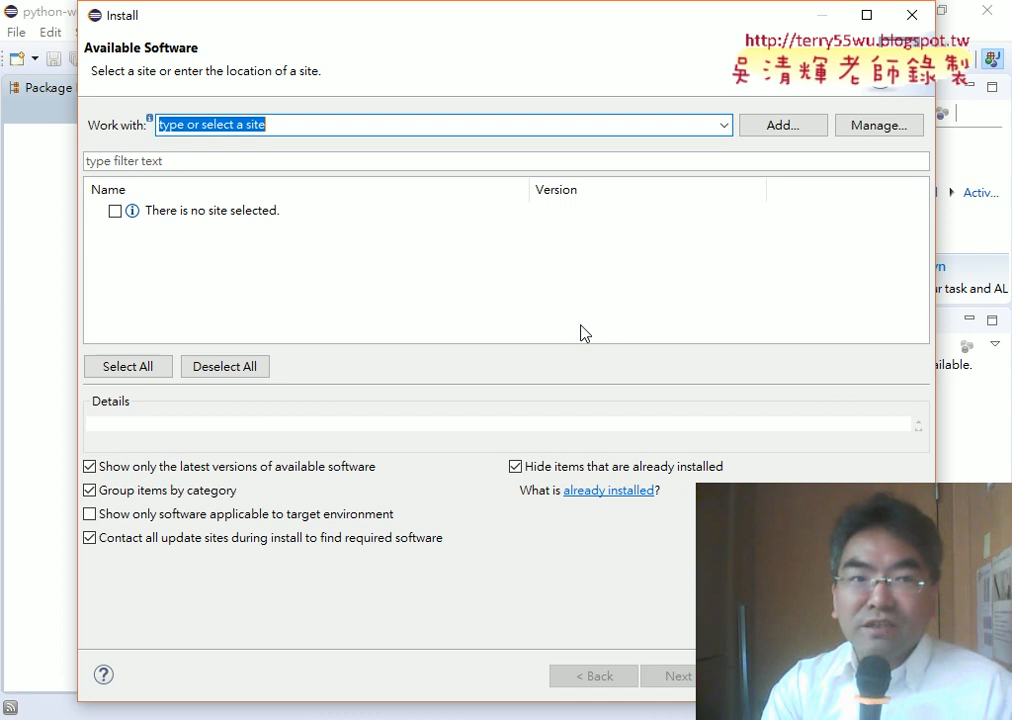 python-w
Install
File Edit
Available Software
Select a site or enter the location of a site.
http://terry55wu.blogspot.tw
吳清輝老師錄製
Package
Work with:
type or select a site
Add...
Manage...
type filter text
Name
Version
There is no site selected.
Activ...
yn
ur task and AL
ailable.
Select All
Deselect All
Details
Show only the latest versions of available software
Hide items that are already installed
Group items by category
What is already installed?
Show only software applicable to target environment
Contact all update sites during install to find required software
?
< Back
Next